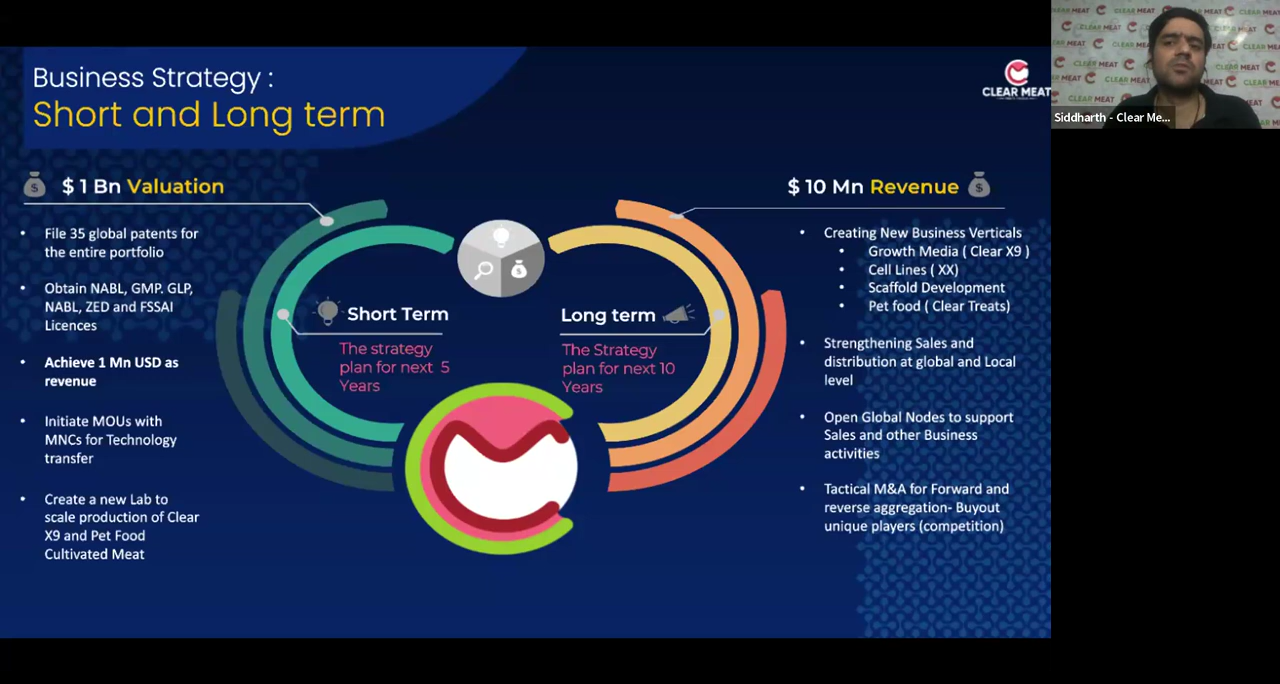 Business Strategy :
Short and Long term
CLEAR MEAT
Siddharth - Clear Me...
$ 1 Bn Valuation
File 35 global patents for
the entire portfolio
Obtain NABL, GMP, GLP,
NABL, ZED and FSSAI
Licences
Achieve 1 Mn USD as
revenue
Initiate MOUs with
MNCs for Technology
transfer
Create a new Lab to
scale production of Clear
X9 and Pet Food
Cultivated Meat
Short Term
The strategy
plan for next 5
Years
Long term
The Strategy
plan for next 10
Years
$ 10 Mn Revenue
Creating New Business Verticals
Growth Media ( Clear X9 )
Cell Lines ( XX)
Scaffold Development
Pet food ( Clear Treats)
Strengthening Sales and
distribution at global and Local
level
Open Global Nodes to support
Sales and other Business
activities
Tactical M&A for Forward and
reverse aggregation- Buyout
unique players (competition)